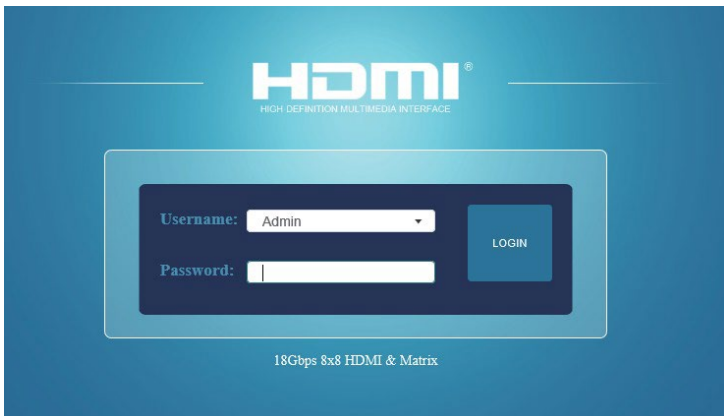 HDMI®
HIGH DEFINITION MULTIMEDIA INTERFACE
Username: Admin
LOGIN
Password:
18Gbps 8x8 HDMI & Matrix